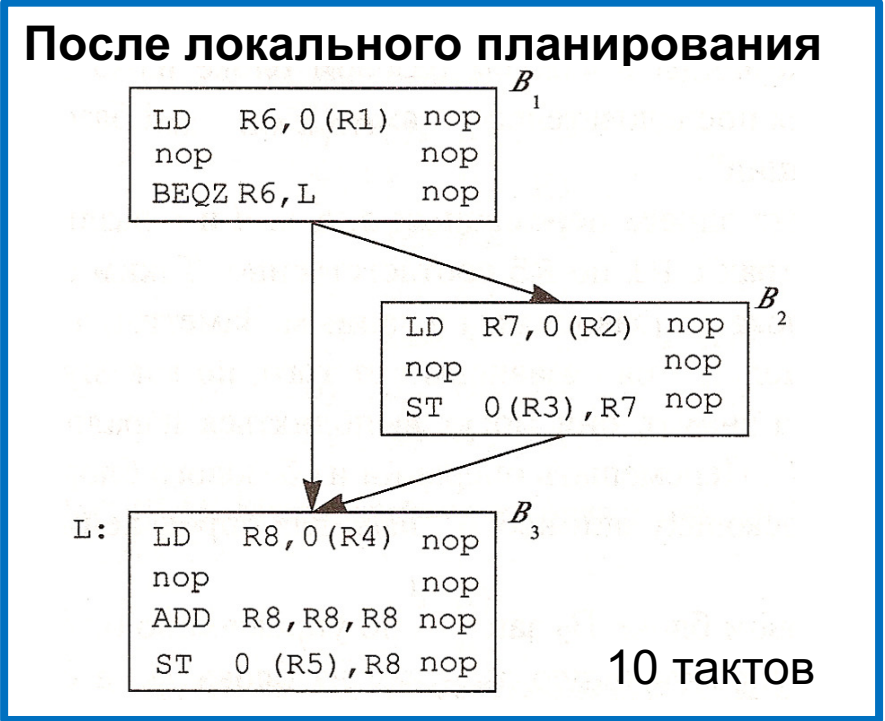 После локального планирования
B1
LD R6,0(R1) nop
nop nop
BEQZ R6,L nop
B2
LD R7,0(R2) nop
nop nop
ST 0(R3),R7 nop
B3
L: LD R8,0(R4) nop
nop nop
ADD R8,R8,R8 nop
ST 0 (R5),R8 nop
10 тактов